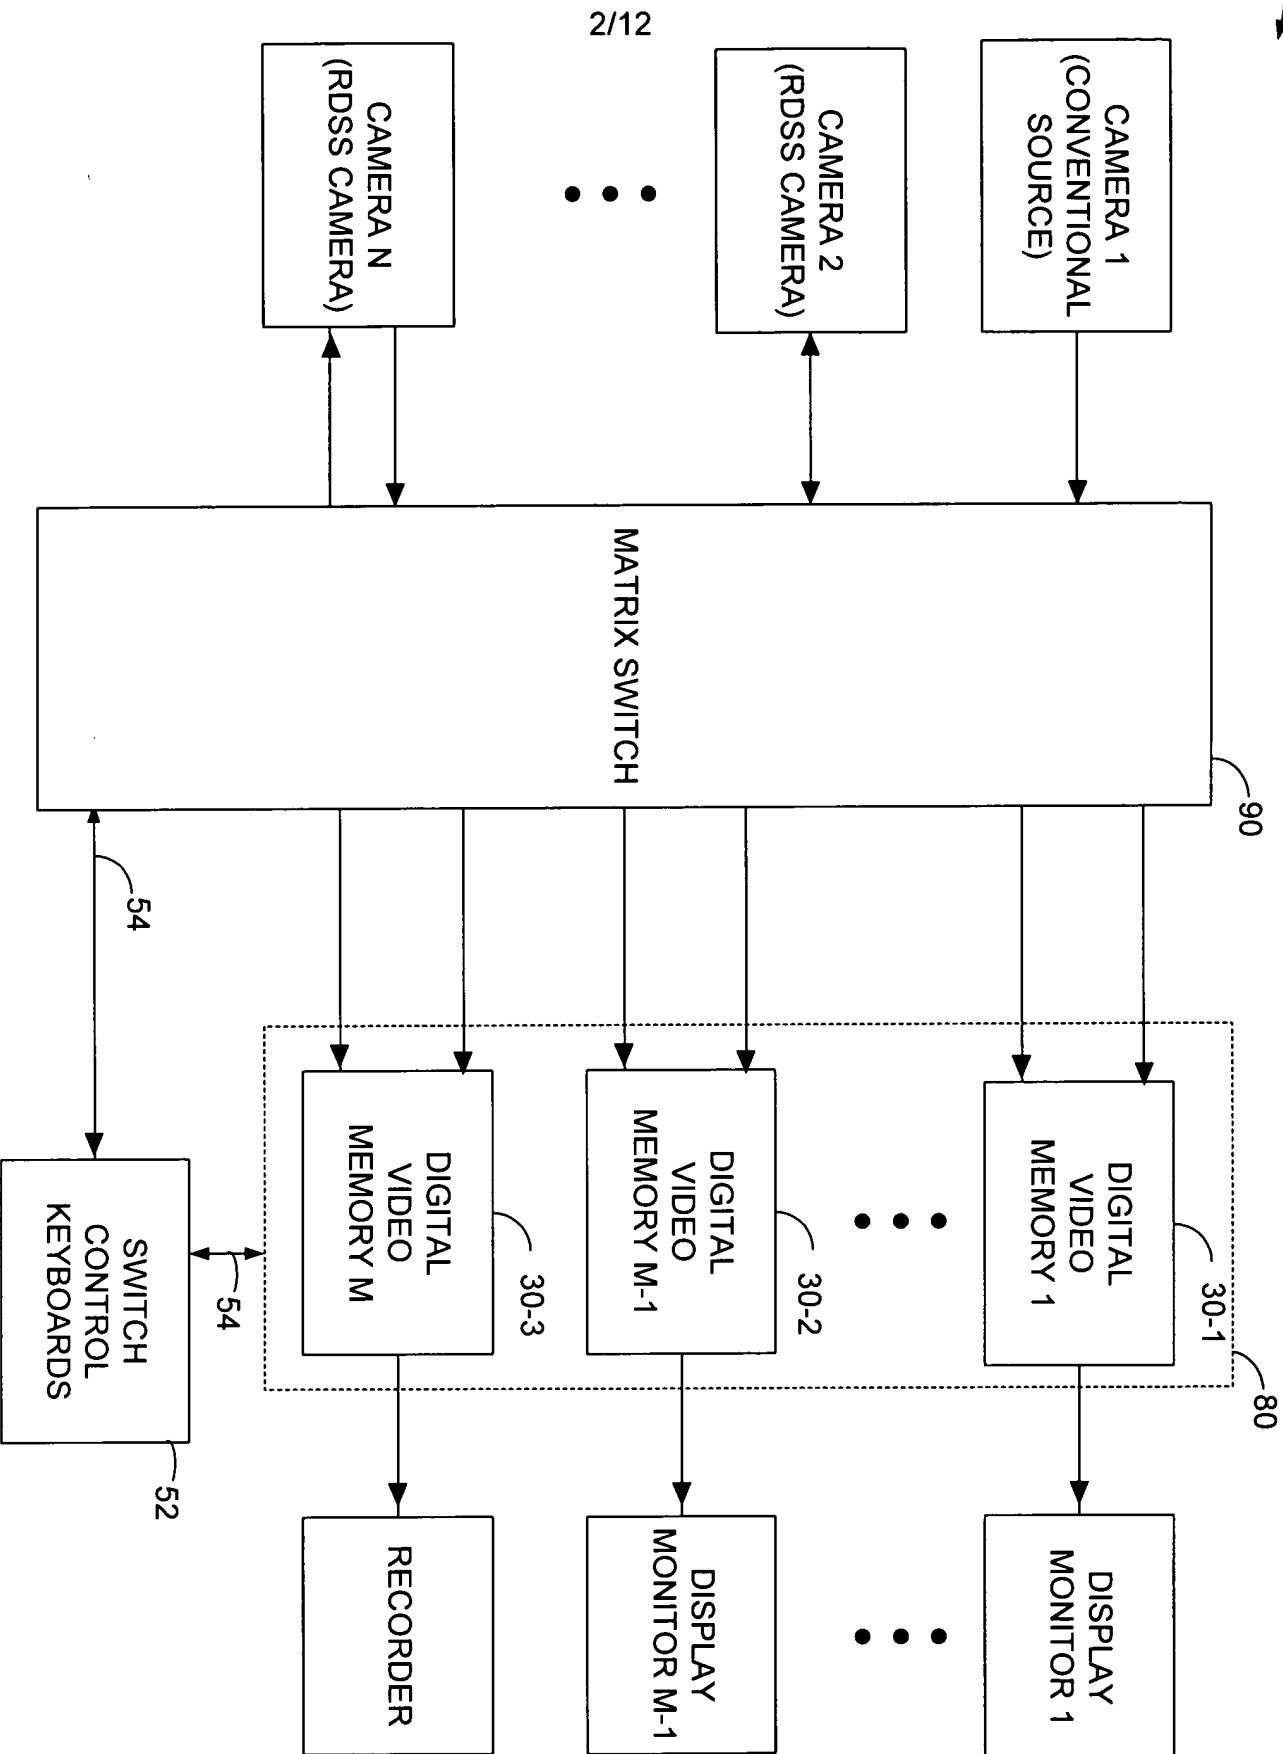 2/12
CAMERA 1
(CONVENTIONAL
SOURCE)
CAMERA 2
(RDSS CAMERA)
CAMERA N
(RDSS CAMERA)
MATRIX SWITCH
90
54
DIGITAL
VIDEO
MEMORY 1
30-1
DIGITAL
VIDEO
MEMORY M-1
30-2
DIGITAL
VIDEO
MEMORY M
30-3
80
SWITCH
CONTROL
KEYBOARDS
54
52
DISPLAY
MONITOR 1
DISPLAY
MONITOR M-1
RECORDER